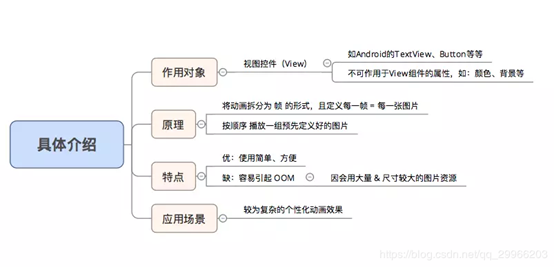 具体介绍
作用对象
视图控件（View）
如Android的TextView、Button等等
不可作用于View组件的属性，如：颜色、背景等
原理
将动画拆分为 帧 的形式，且定义每一帧 = 每一张图片
按顺序 播放一组预先定义好的图片
特点
优：使用简单、方便
缺：容易引起 OOM
因会用大量 & 尺寸较大的图片资源
应用场景
较为复杂的个性化动画效果
https://blog.csdn.net/qq_29966203